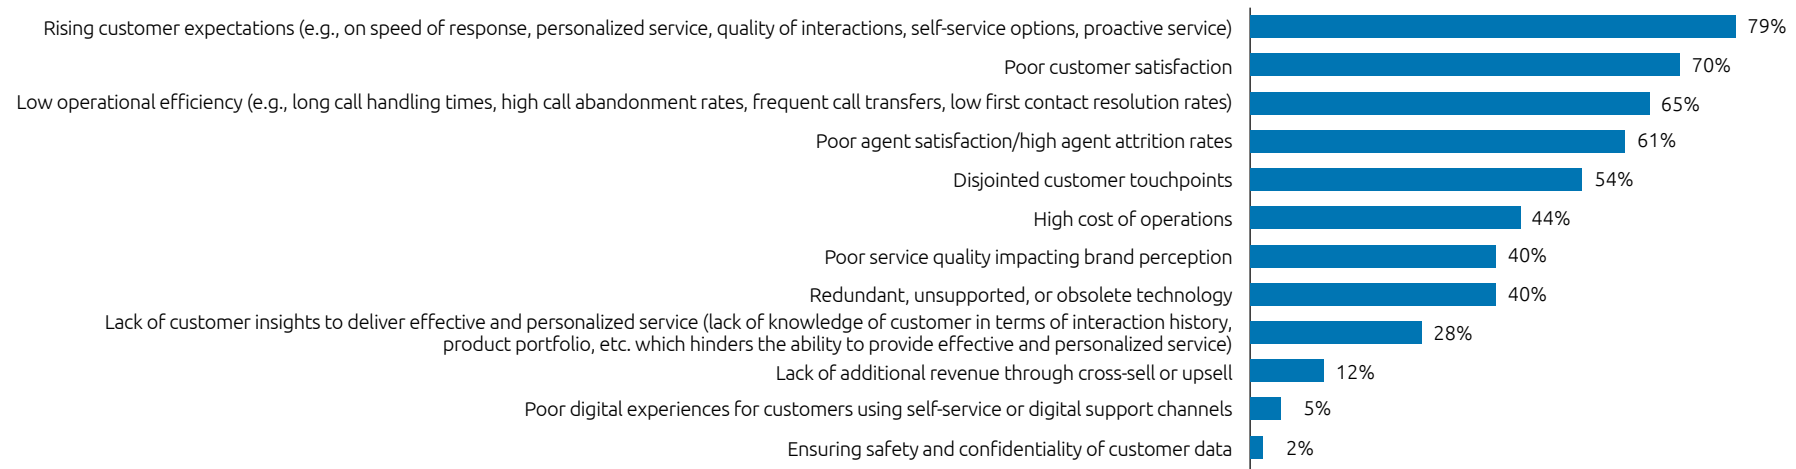 Rising customer expectations (e.g., on speed of response, personalized service, quality of interactions, self-service options, proactive service) 79%
Poor customer satisfaction 70%
Low operational efficiency (e.g., long call handling times, high call abandonment rates, frequent call transfers, low first contact resolution rates) 65%
Poor agent satisfaction/high agent attrition rates 61%
Disjointed customer touchpoints 54%
High cost of operations 44%
Poor service quality impacting brand perception 40%
Redundant, unsupported, or obsolete technology 40%
Lack of customer insights to deliver effective and personalized service (lack of knowledge of customer in terms of interaction history,
product portfolio, etc. which hinders the ability to provide effective and personalized service) 28%
Lack of additional revenue through cross-sell or upsell 12%
Poor digital experiences for customers using self-service or digital support channels 5%
Ensuring safety and confidentiality of customer data 2%